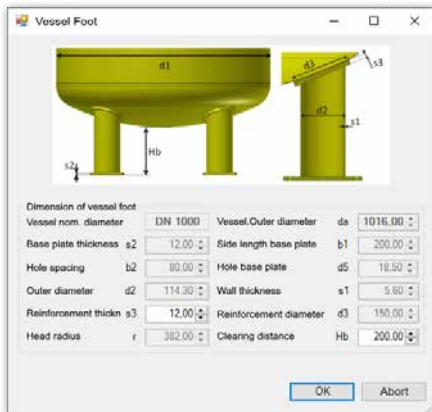 Vessel Foot
d1
d3
s3
d2
s1
s2
Hb
Dimension of vessel foot
Vessel nom. diameter DN 1000 Vessel.Outer diameter da 1016,00
Base plate thickness s2 12,00 Side length base plate b1 200,00
Hole spacing b2 80,00 Hole base plate d5 18,50
Outer diameter d2 114,30 Wall thickness s1 5,60
Reinforcement thickn s3 12,00 Reinforcement diameter d3 150,00
Head radius r 382,00 Clearing distance Hb 200,00
OK Abort